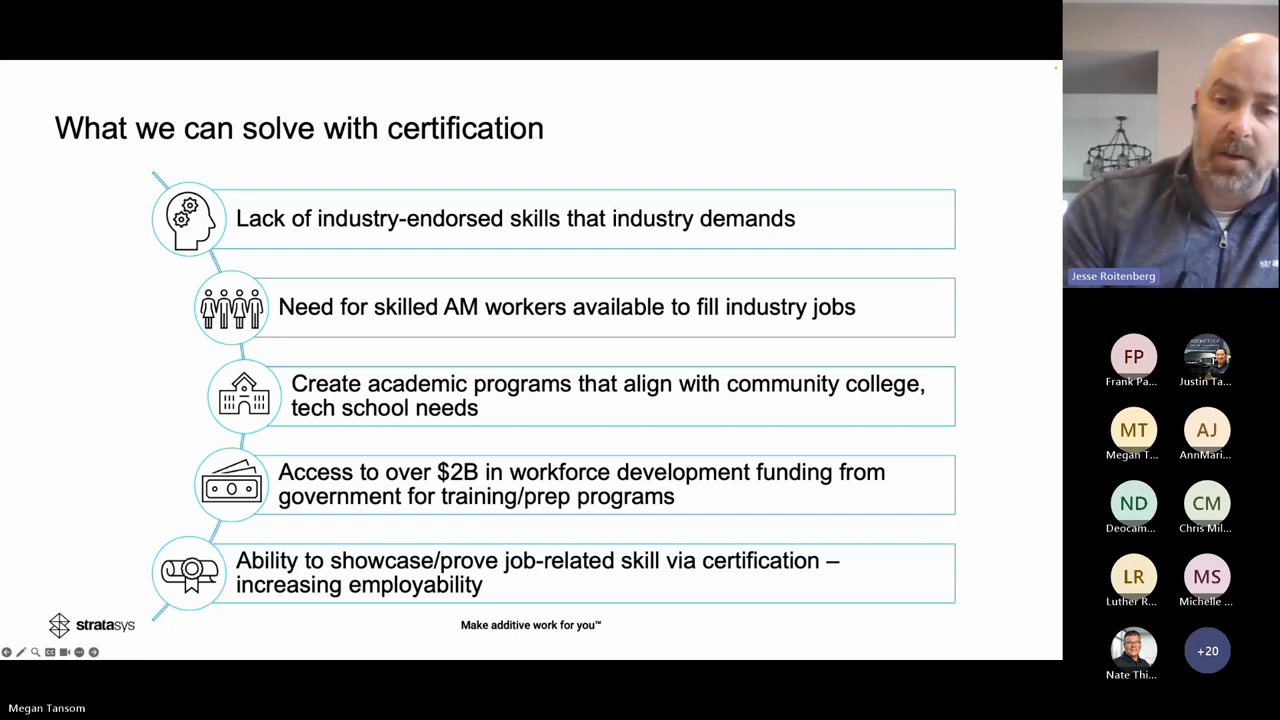 What we can solve with certification
Lack of industry-endorsed skills that industry demands
Need for skilled AM workers available to fill industry jobs
Create academic programs that align with community college,
tech school needs
Access to over $2B in workforce development funding from
government for training/prep programs
Ability to showcase/prove job-related skill via certification –
increasing employability
stratasys
Make additive work for you™
Megan Tansom
Jesse Roitenberg
FP
Frank Pa...
Justin Ta...
MT
Megan T...
AJ
AnnMari...
ND
Deocam...
CM
Chris Mil...
LR
Luther R...
MS
Michelle ...
Nate Thi...
+20